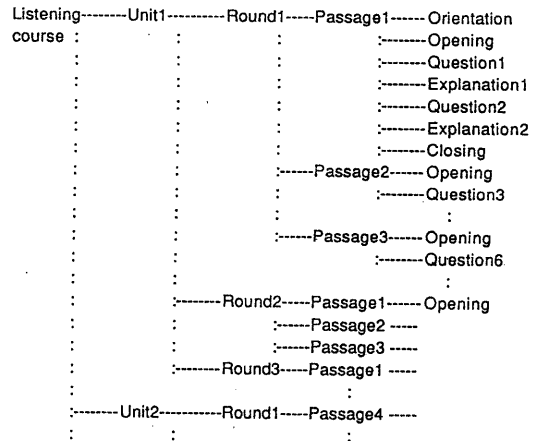 Listening--------Unit1-----------Round1-----Passage1------Orientation
course : : : :--------Opening
: : : :--------Question1
: : : :--------Explanation1
: : : :--------Question2
: : : :--------Explanation2
: : : :--------Closing
: : :------Passage2------Opening
: : : :--------Question3
: : : :
: : :------Passage3------Opening
: : :--------Question6
: : :
: :---------Round2-----Passage1------Opening
: : :------Passage2 -----
: : :------Passage3 -----
: :---------Round3-----Passage1 -----
: : :
:--------Unit2-----------Round1-----Passage4 -----
: : :